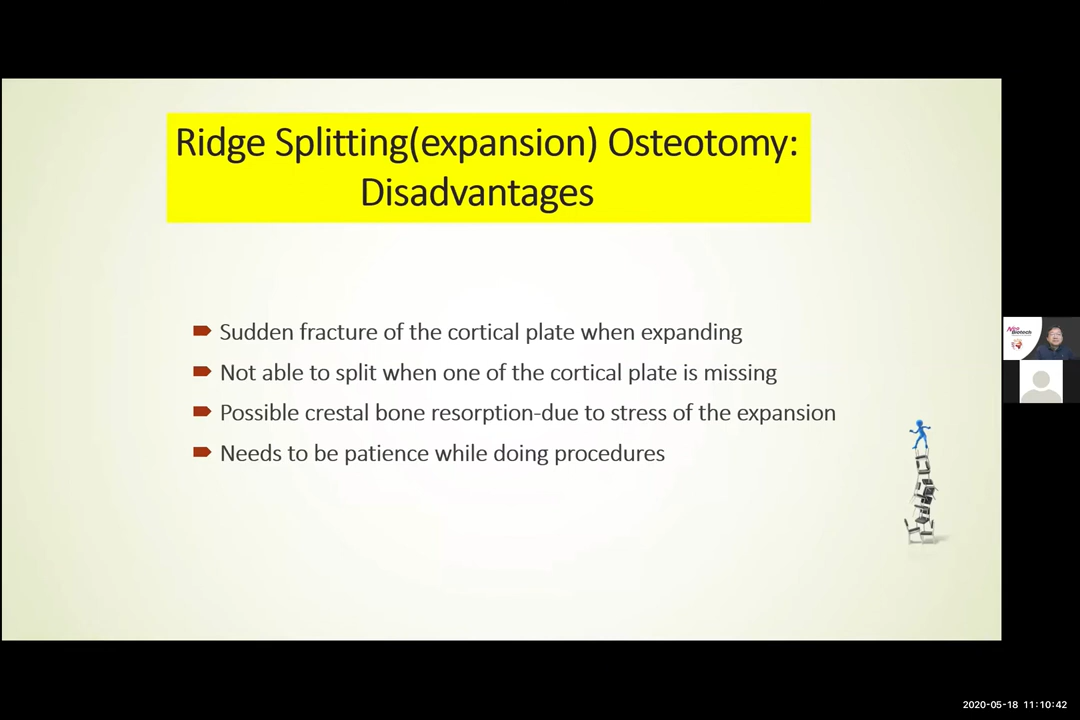 Ridge Splitting(expansion) Osteotomy:
Disadvantages
Sudden fracture of the cortical plate when expanding
Not able to split when one of the cortical plate is missing
Possible crestal bone resorption-due to stress of the expansion
Needs to be patience while doing procedures
Neo
Biotech
2020-05-18 11:10:42